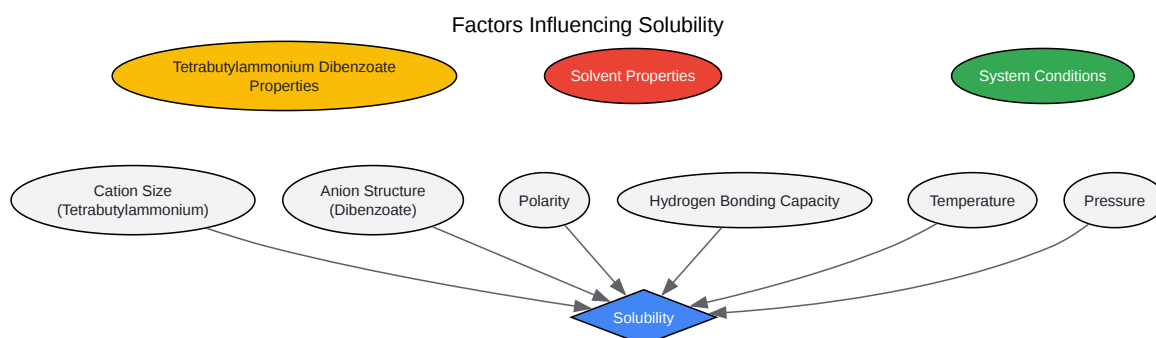 Factors Influencing Solubility
Tetrabutylammonium Dibenzoate
Properties
Solvent Properties
System Conditions
Cation Size
(Tetrabutylammonium)
Anion Structure
(Dibenzoate)
Polarity
Hydrogen Bonding Capacity
Temperature
Pressure
Solubility